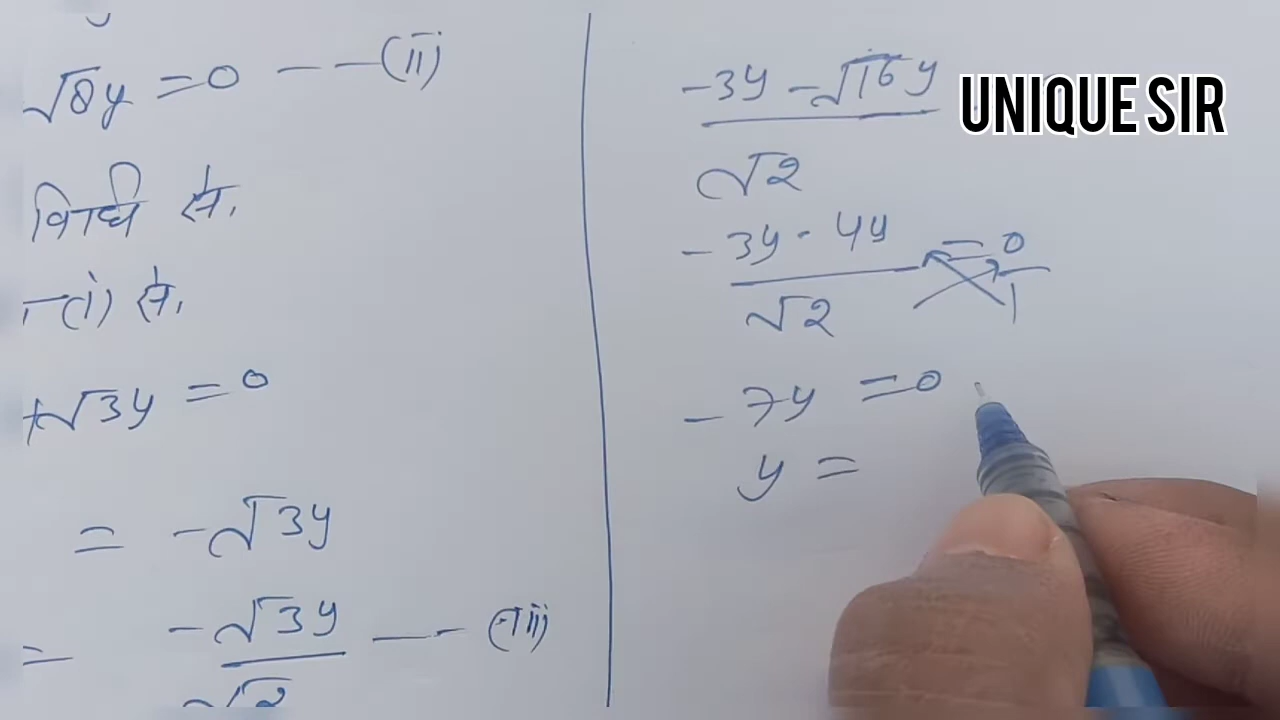 √8y = 0 -- (ii)
विधि से,
(i) से,
+√3y = 0
= -√3y
= -√3y -- (iii)
√2
-3y - √16y
√2
-3y - 4y = 0
√2 1
-7y = 0
y =
UNIQUE SIR